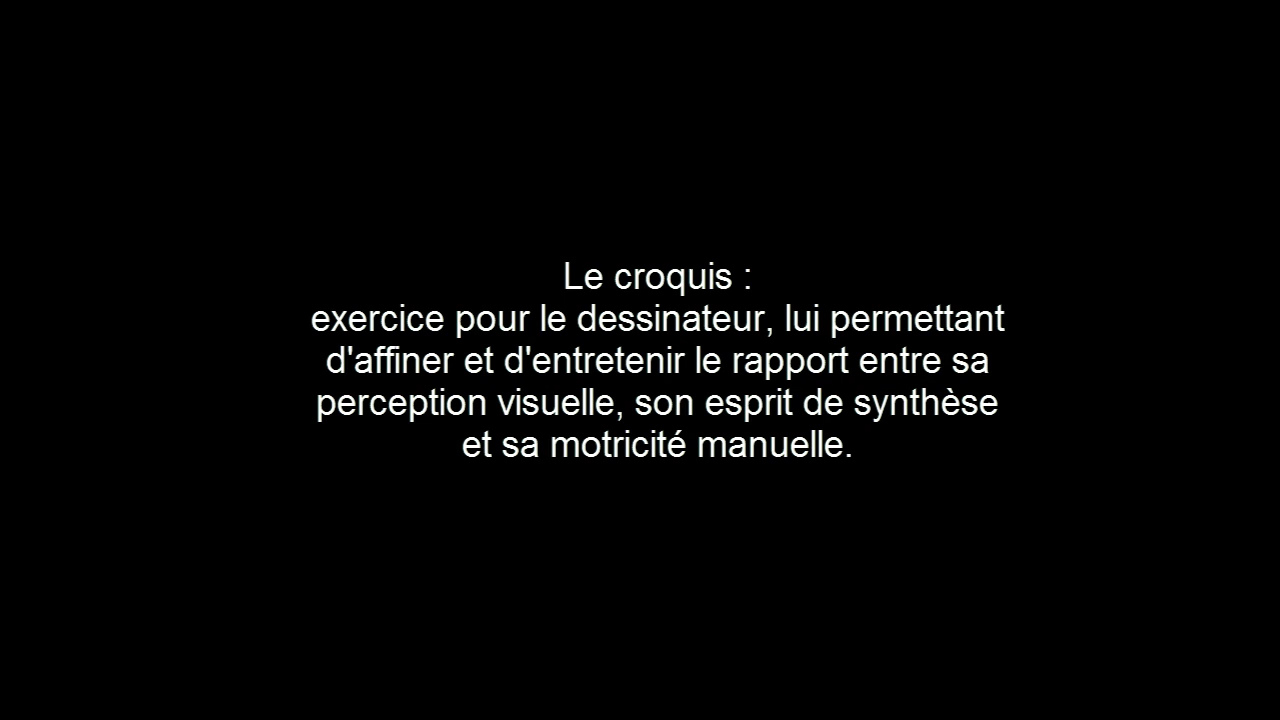 Le croquis :
exercice pour le dessinateur, lui permettant
d'affiner et d'entretenir le rapport entre sa
perception visuelle, son esprit de synthèse
et sa motricité manuelle.